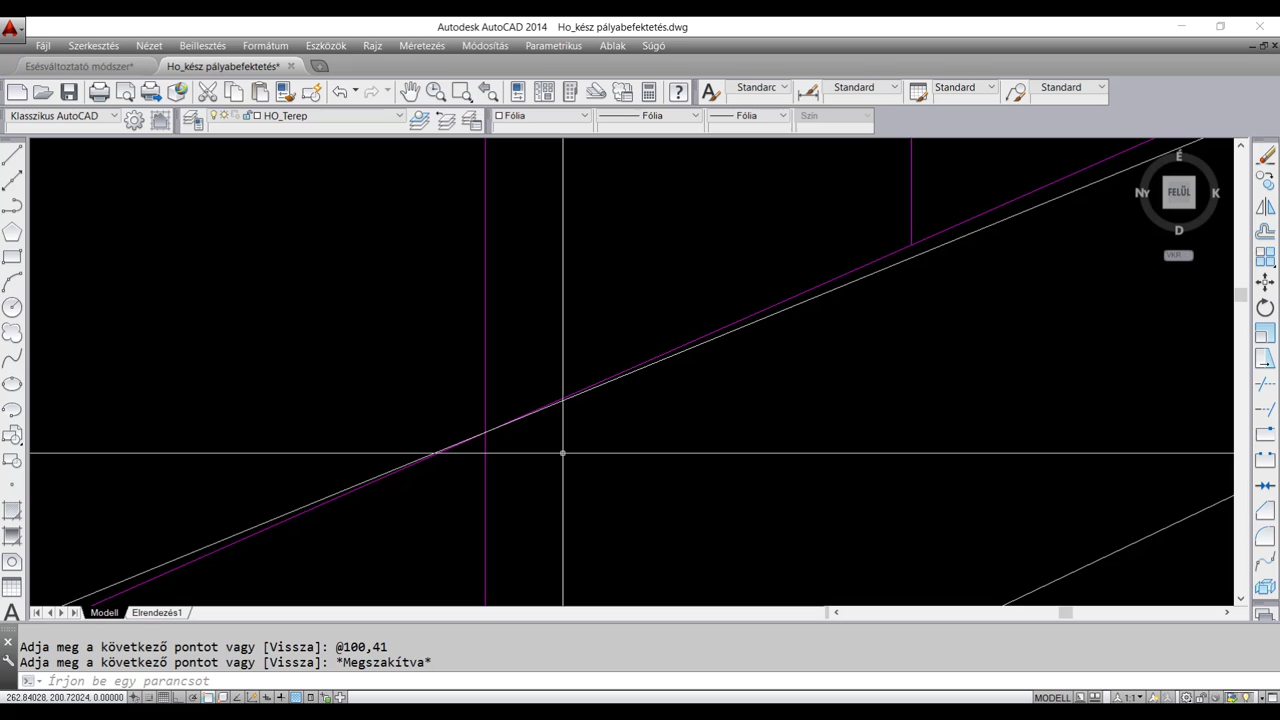 Autodesk AutoCAD 2014 Ho_kész pályabefektetés.dwg
Fájl Szerkesztés Nézet Beillesztés Formátum Eszközök Rajz Méretezés Módosítás Parametrikus Ablak Súgó
Esésváltoztató módszer* Ho_kész pályabefektetés*
Standarc Standard Standard Standard
Klasszikus AutoCAD HO_Terep Fólia Fólia Fólia Szín
É
NY FELÜL K
D
VKR
Modell Elrendezés1
Adja meg a következő pontot vagy [Vissza]: @100,41
Adja meg a következő pontot vagy [Vissza]: *Megszakítva*
Írjon be egy parancsot
262.84028, 200.72024, 0.00000 MODELL 1:1